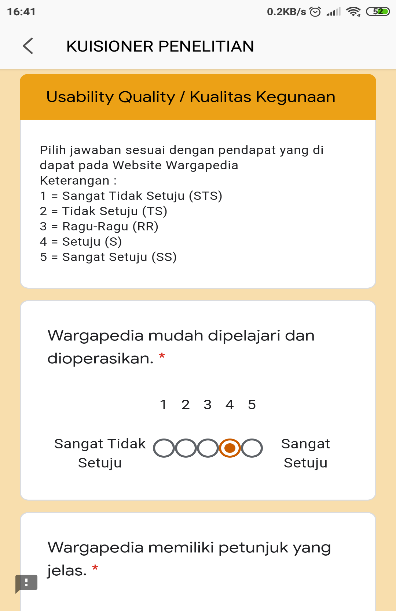 16:41 0.2KB/s 52
KUISIONER PENELITIAN
Usability Quality / Kualitas Kegunaan
Pilih jawaban sesuai dengan pendapat yang di
dapat pada Website Wargapedia
Keterangan :
1 = Sangat Tidak Setuju (STS)
2 = Tidak Setuju (TS)
3 = Ragu-Ragu (RR)
4 = Setuju (S)
5 = Sangat Setuju (SS)
Wargapedia mudah dipelajari dan
dioperasikan. *
1 2 3 4 5
Sangat Tidak Sangat
Setuju Setuju
Wargapedia memiliki petunjuk yang
jelas. *